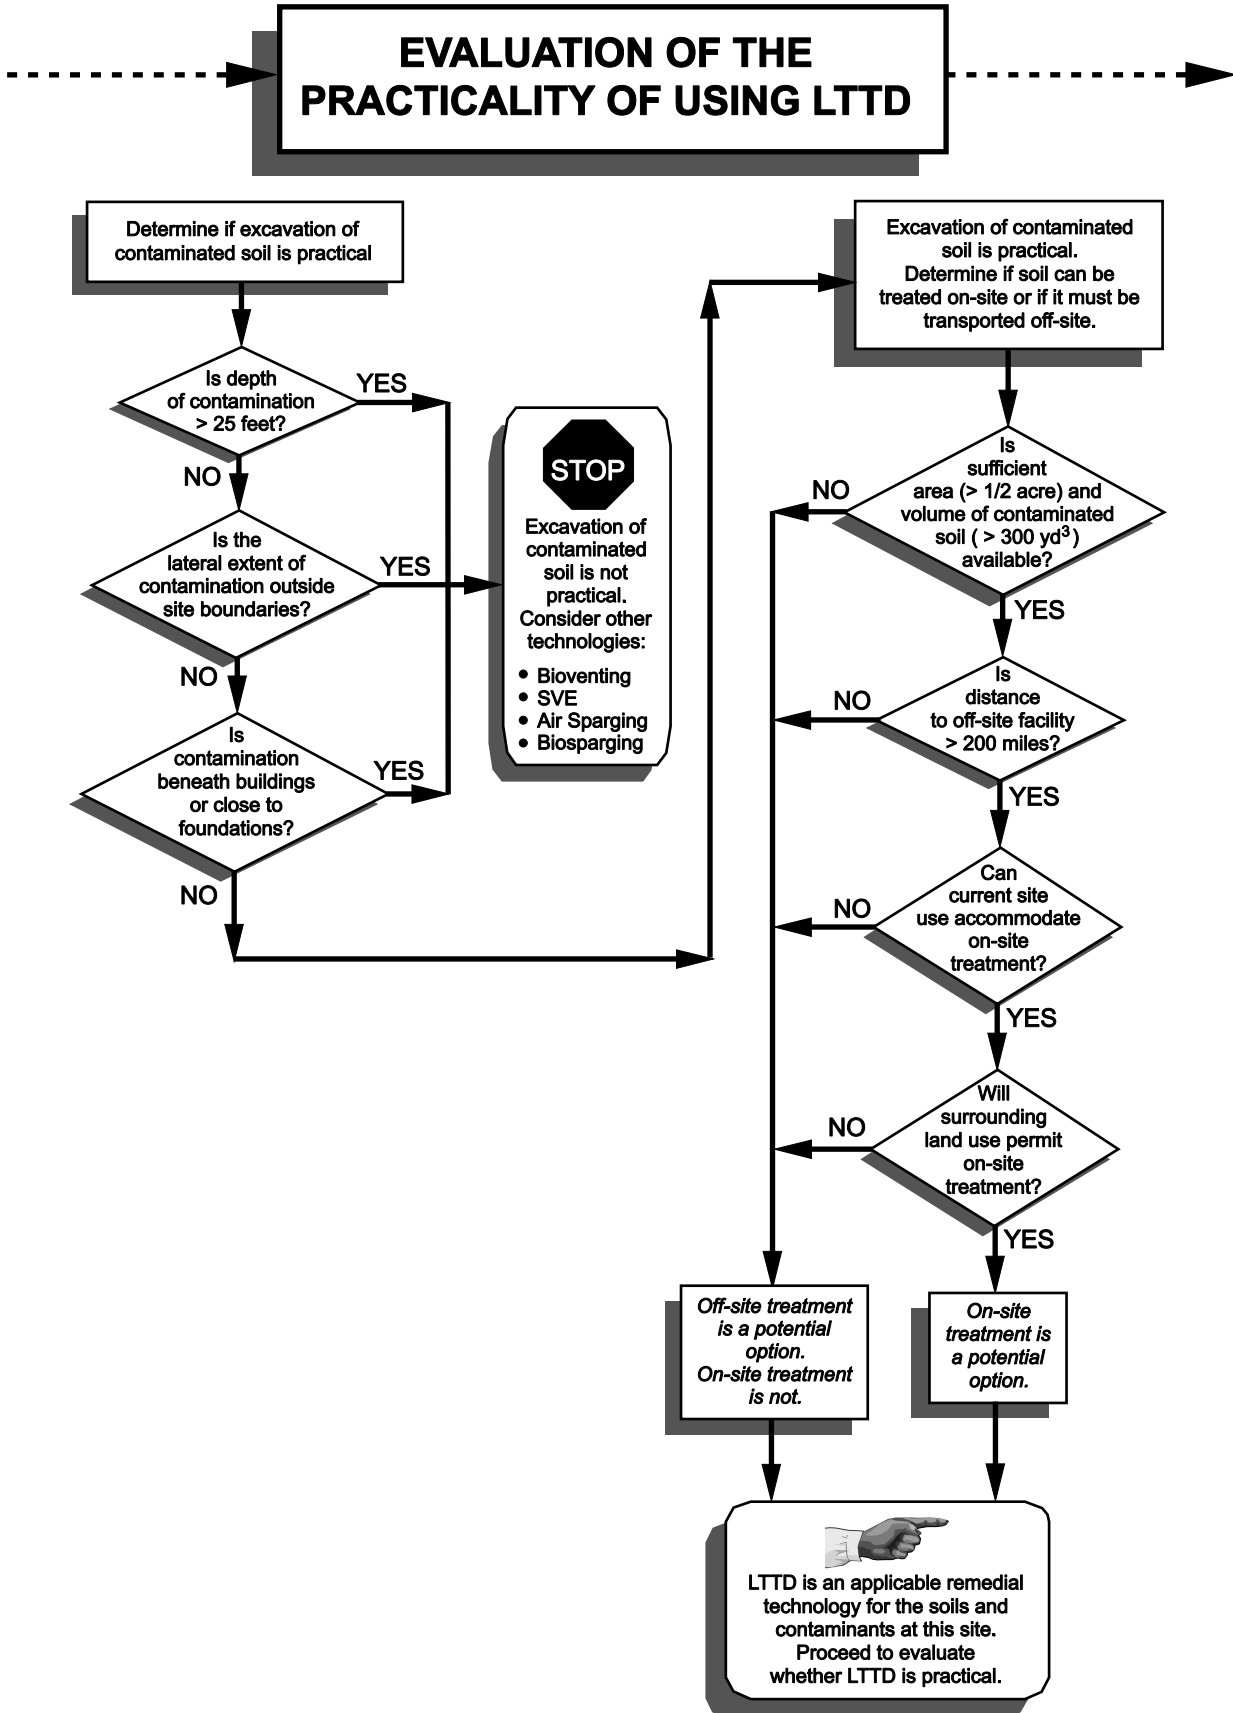 EVALUATION OF THE
PRACTICALITY OF USING LTTD
Determine if excavation of
contaminated soil is practical
Is depth
of contamination
> 25 feet?
YES
NO
Is the
lateral extent of
contamination outside
site boundaries?
YES
NO
Is
contamination
beneath buildings
or close to
foundations?
YES
NO
STOP
Excavation of
contaminated
soil is not
practical.
Consider other
technologies:
• Bioventing
• SVE
• Air Sparging
• Biosparging
Excavation of contaminated
soil is practical.
Determine if soil can be
treated on-site or if it must be
transported off-site.
Is
sufficient
area (> 1/2 acre) and
volume of contaminated
soil ( > 300 yd³)
available?
NO
YES
Is
distance
to off-site facility
> 200 miles?
NO
YES
Can
current site
use accommodate
on-site
treatment?
NO
YES
Will
surrounding
land use permit
on-site
treatment?
NO
YES
Off-site treatment
is a potential
option.
On-site treatment
is not.
On-site
treatment is
a potential
option.
LTTD is an applicable remedial
technology for the soils and
contaminants at this site.
Proceed to evaluate
whether LTTD is practical.